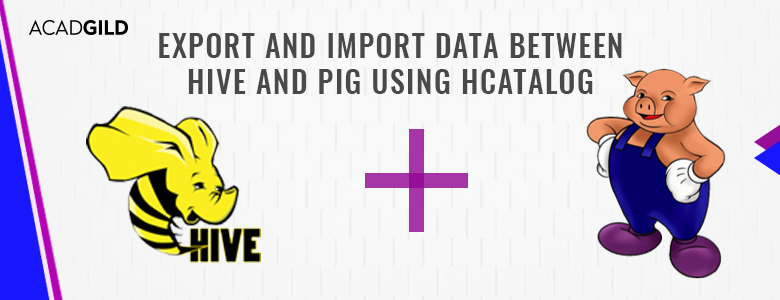 ACADGILD
EXPORT AND IMPORT DATA BETWEEN
HIVE AND PIG USING HCATALOG
HIVE